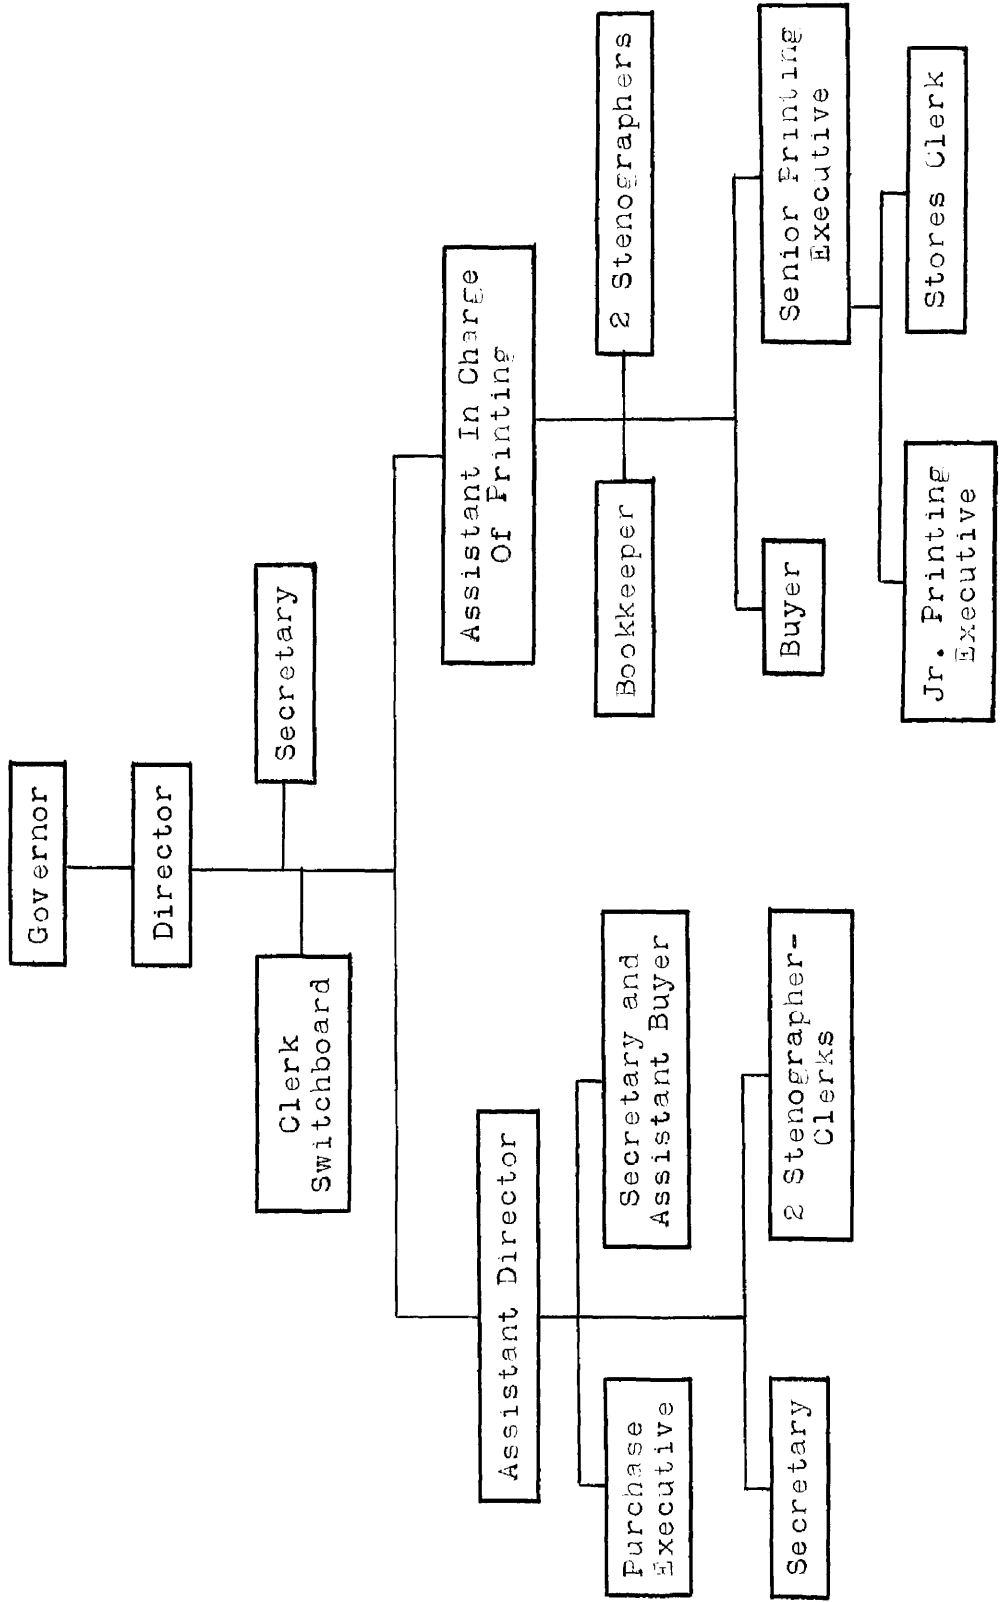 Governor
Director
Clerk
Switchboard
Secretary
Assistant Director
Assistant In Charge
Of Printing
Purchase
Executive
Secretary and
Assistant Buyer
Bookkeeper
2 Stenographers
Secretary
2 Stenographer-
Clerks
Buyer
Senior Printing
Executive
Jr. Printing
Executive
Stores Clerk